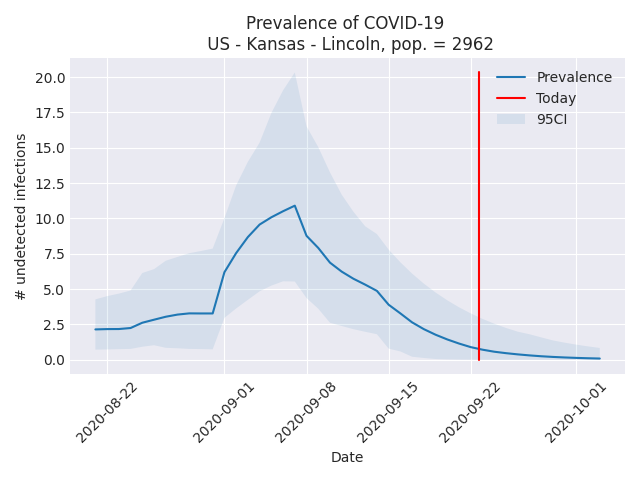 Prevalence of COVID-19
US - Kansas - Lincoln, pop. = 2962
Prevalence
Today
95CI
# undetected infections
20.0
17.5
15.0
12.5
10.0
7.5
5.0
2.5
0.0
2020-08-22
2020-09-01
2020-09-08
2020-09-15
2020-09-22
2020-10-01
Date